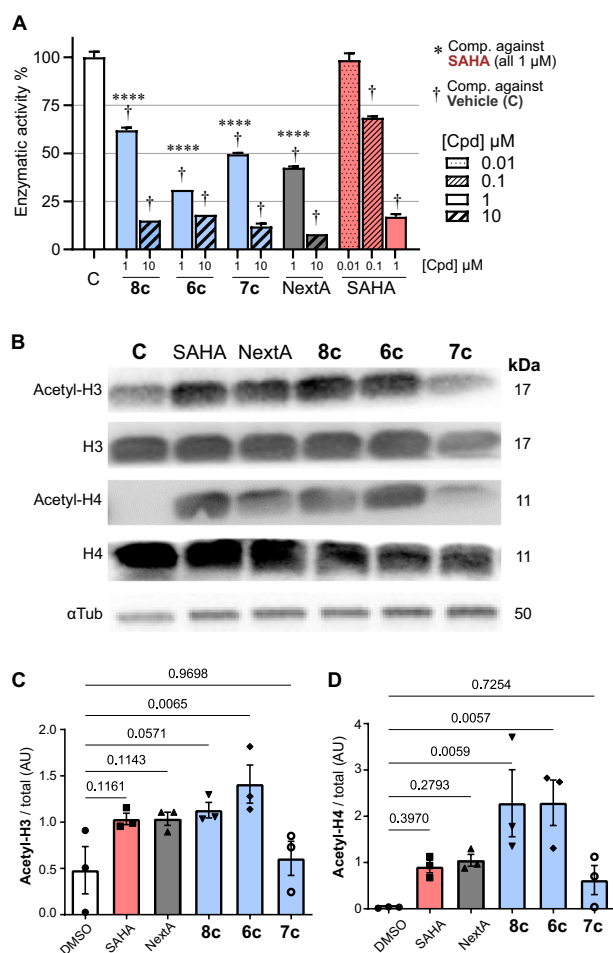 A
Enzymatic activity %
100
75
50
25
0
****
†
†
****
†
†
****
†
†
****
†
†
†
†
* Comp. against
SAHA (all 1 µM)
† Comp. against
Vehicle (C)
[Cpd] µM
0.01
0.1
1
10
1 10 1 10 1 10 1 10 0.01 0.1 1 [Cpd] µM
C 8c 6c 7c NextA SAHA
B
C SAHA NextA 8c 6c 7c kDa
Acetyl-H3 17
H3 17
Acetyl-H4 11
H4 11
αTub 50
C
0.9698
0.0065
0.0571
0.1143
0.1161
Acetyl-H3 / total (AU)
2.0
1.5
1.0
0.5
0.0
DMSO SAHA NextA 8c 6c 7c
D
0.7254
0.0057
0.0059
0.2793
0.3970
Acetyl-H4 / total (AU)
4
3
2
1
0
DMSO SAHA NextA 8c 6c 7c